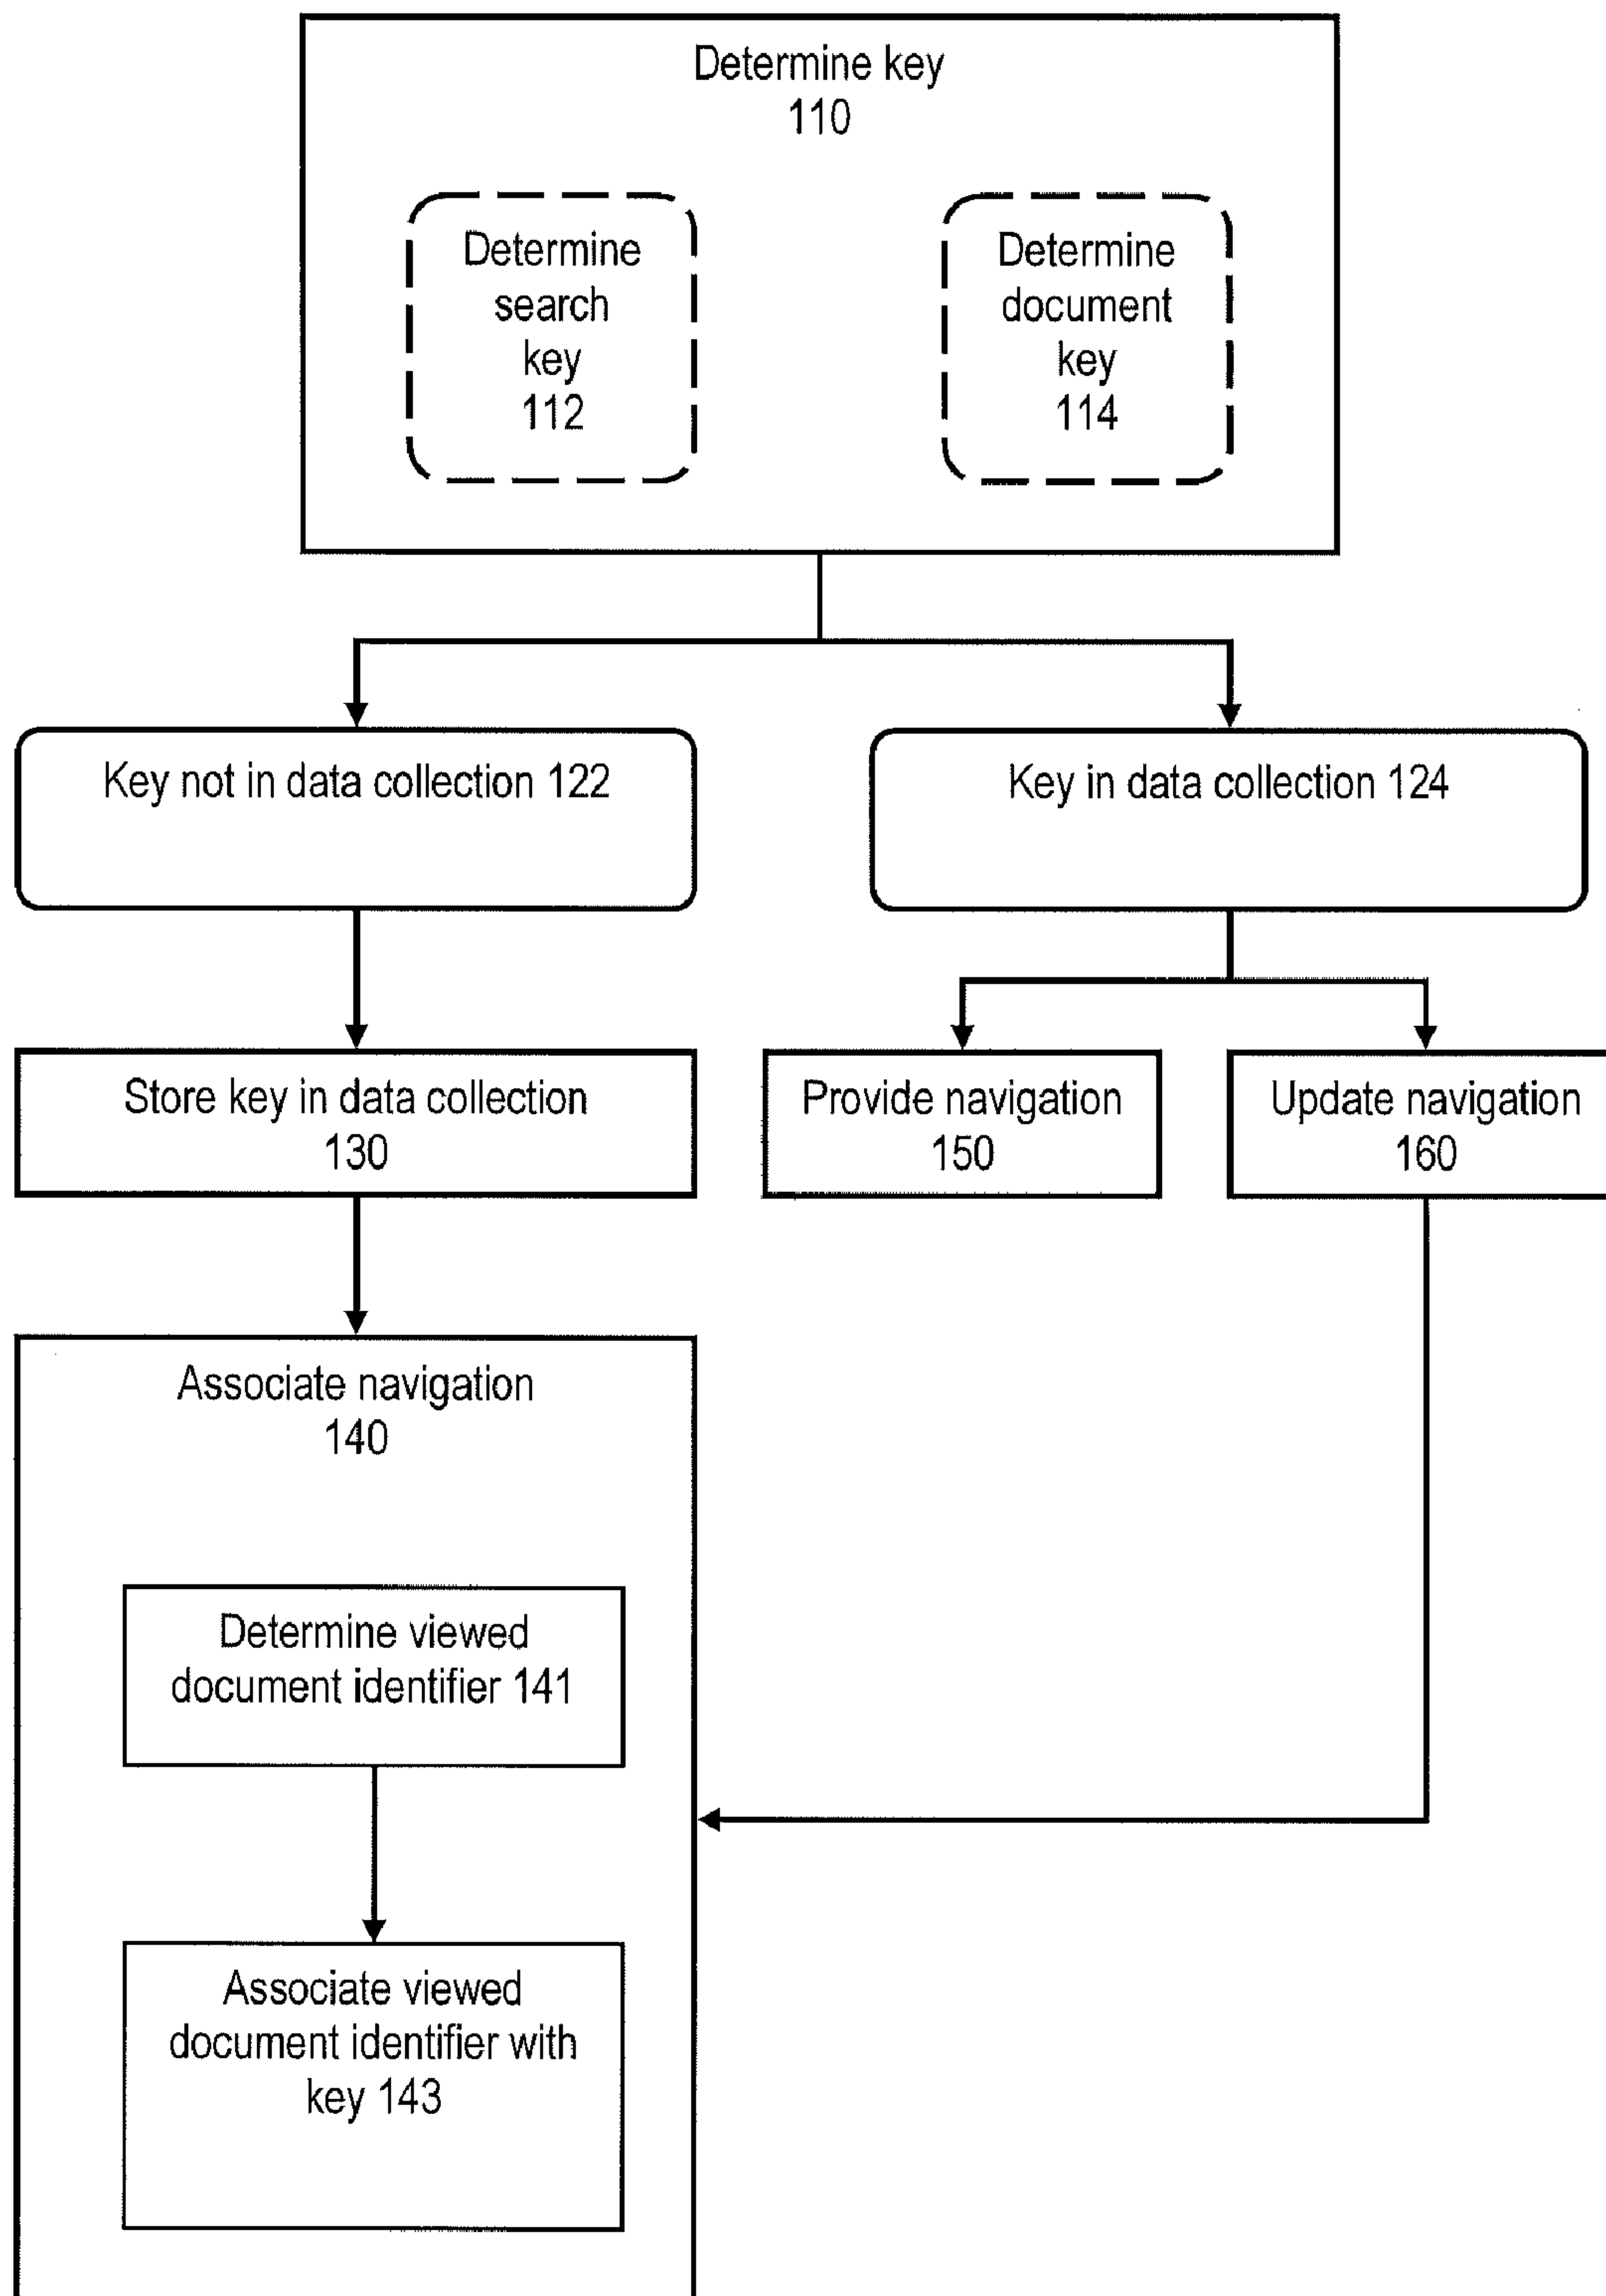 Determine key
110
Determine
search
key
112
Determine
document
key
114
Key not in data collection 122
Key in data collection 124
Store key in data collection
130
Provide navigation
150
Update navigation
160
Associate navigation
140
Determine viewed
document identifier 141
Associate viewed
document identifier with
key 143